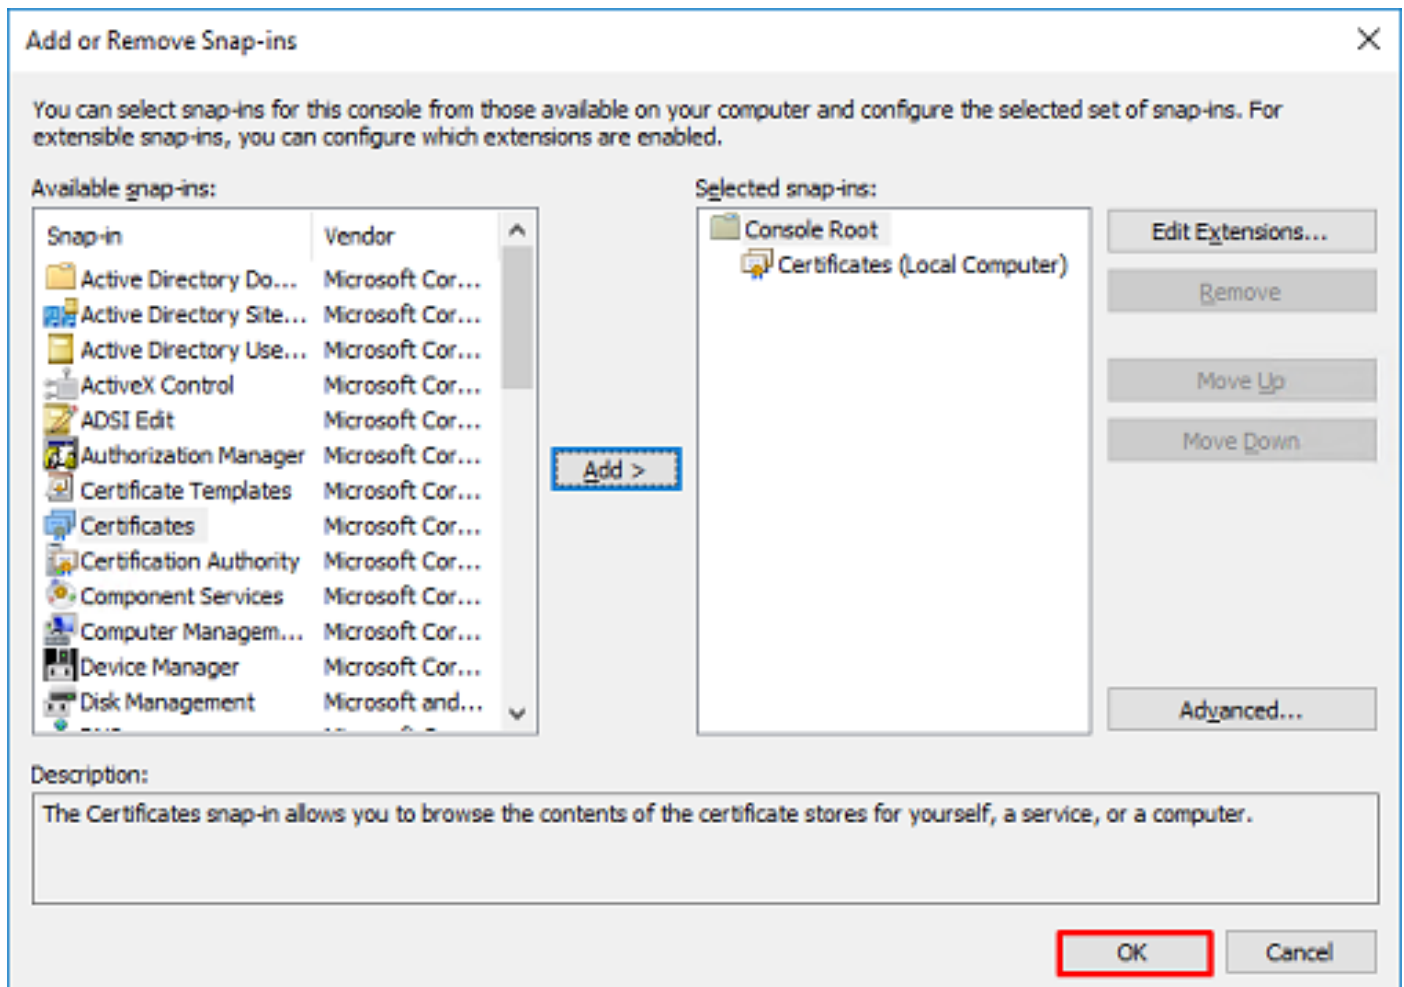 Add or Remove Snap-ins
You can select snap-ins for this console from those available on your computer and configure the selected set of snap-ins. For
extensible snap-ins, you can configure which extensions are enabled.
Available snap-ins:
Snap-in Vendor
Active Directory Do... Microsoft Cor...
Active Directory Site... Microsoft Cor...
Active Directory Use... Microsoft Cor...
ActiveX Control Microsoft Cor...
ADSI Edit Microsoft Cor...
Authorization Manager Microsoft Cor...
Certificate Templates Microsoft Cor...
Certificates Microsoft Cor...
Certification Authority Microsoft Cor...
Component Services Microsoft Cor...
Computer Managem... Microsoft Cor...
Device Manager Microsoft Cor...
Disk Management Microsoft and...
Add >
Selected snap-ins:
Console Root
Certificates (Local Computer)
Edit Extensions...
Remove
Move Up
Move Down
Advanced...
Description:
The Certificates snap-in allows you to browse the contents of the certificate stores for yourself, a service, or a computer.
OK
Cancel